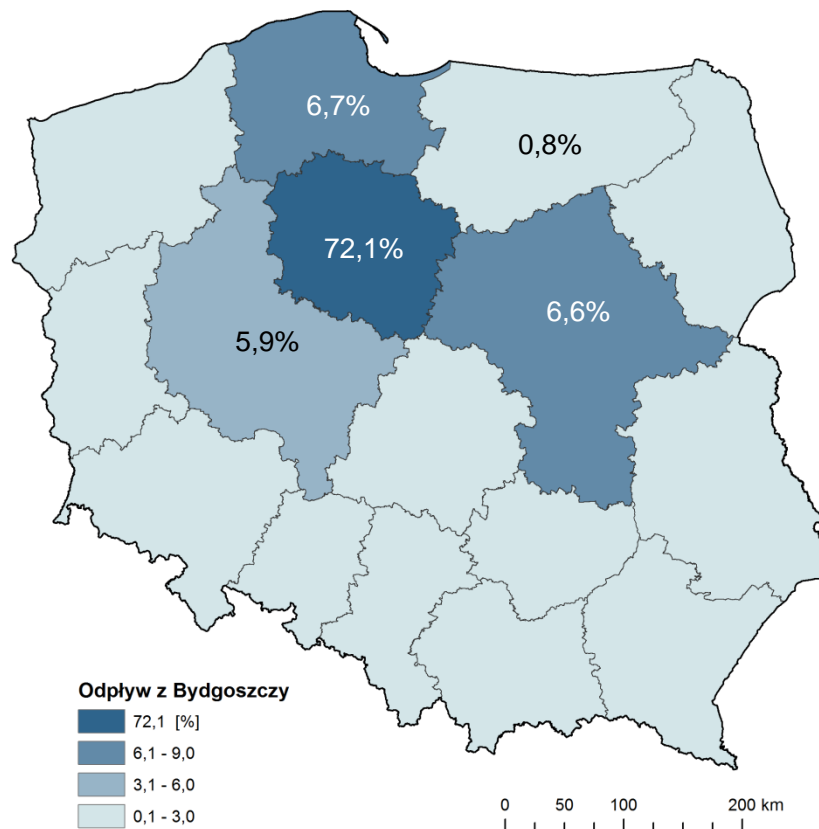 6,7%
0,8%
72,1%
6,6%
5,9%
Odpływ z Bydgoszczy
72,1 [%]
6,1 - 9,0
3,1 - 6,0
0,1 - 3,0
0 50 100 200 km